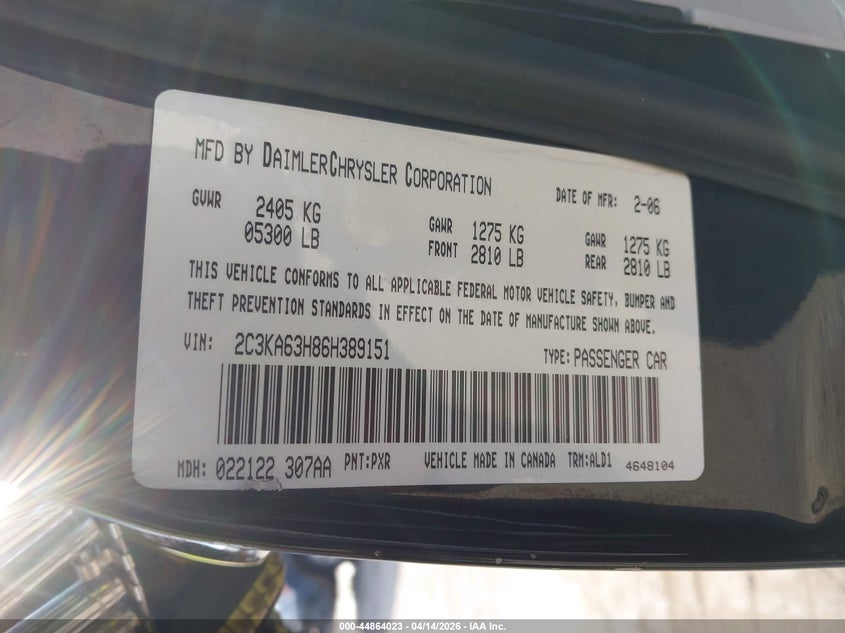 MFD BY DAIMLERCHRYSLER CORPORATION
DATE OF MFR: 2-06
GVWR 2405 KG
05300 LB
GAWR FRONT 1275 KG
2810 LB
GAWR REAR 1275 KG
2810 LB
THIS VEHICLE CONFORMS TO ALL APPLICABLE FEDERAL MOTOR VEHICLE SAFETY, BUMPER AND
THEFT PREVENTION STANDARDS IN EFFECT ON THE DATE OF MANUFACTURE SHOWN ABOVE.
VIN: 2C3KA63H86H389151
TYPE: PASSENGER CAR
MDH: 022122 307AA PNT:PXR VEHICLE MADE IN CANADA TRM:ALD1 4648104
000-44864023 - 04/14/2026 - IAA Inc.